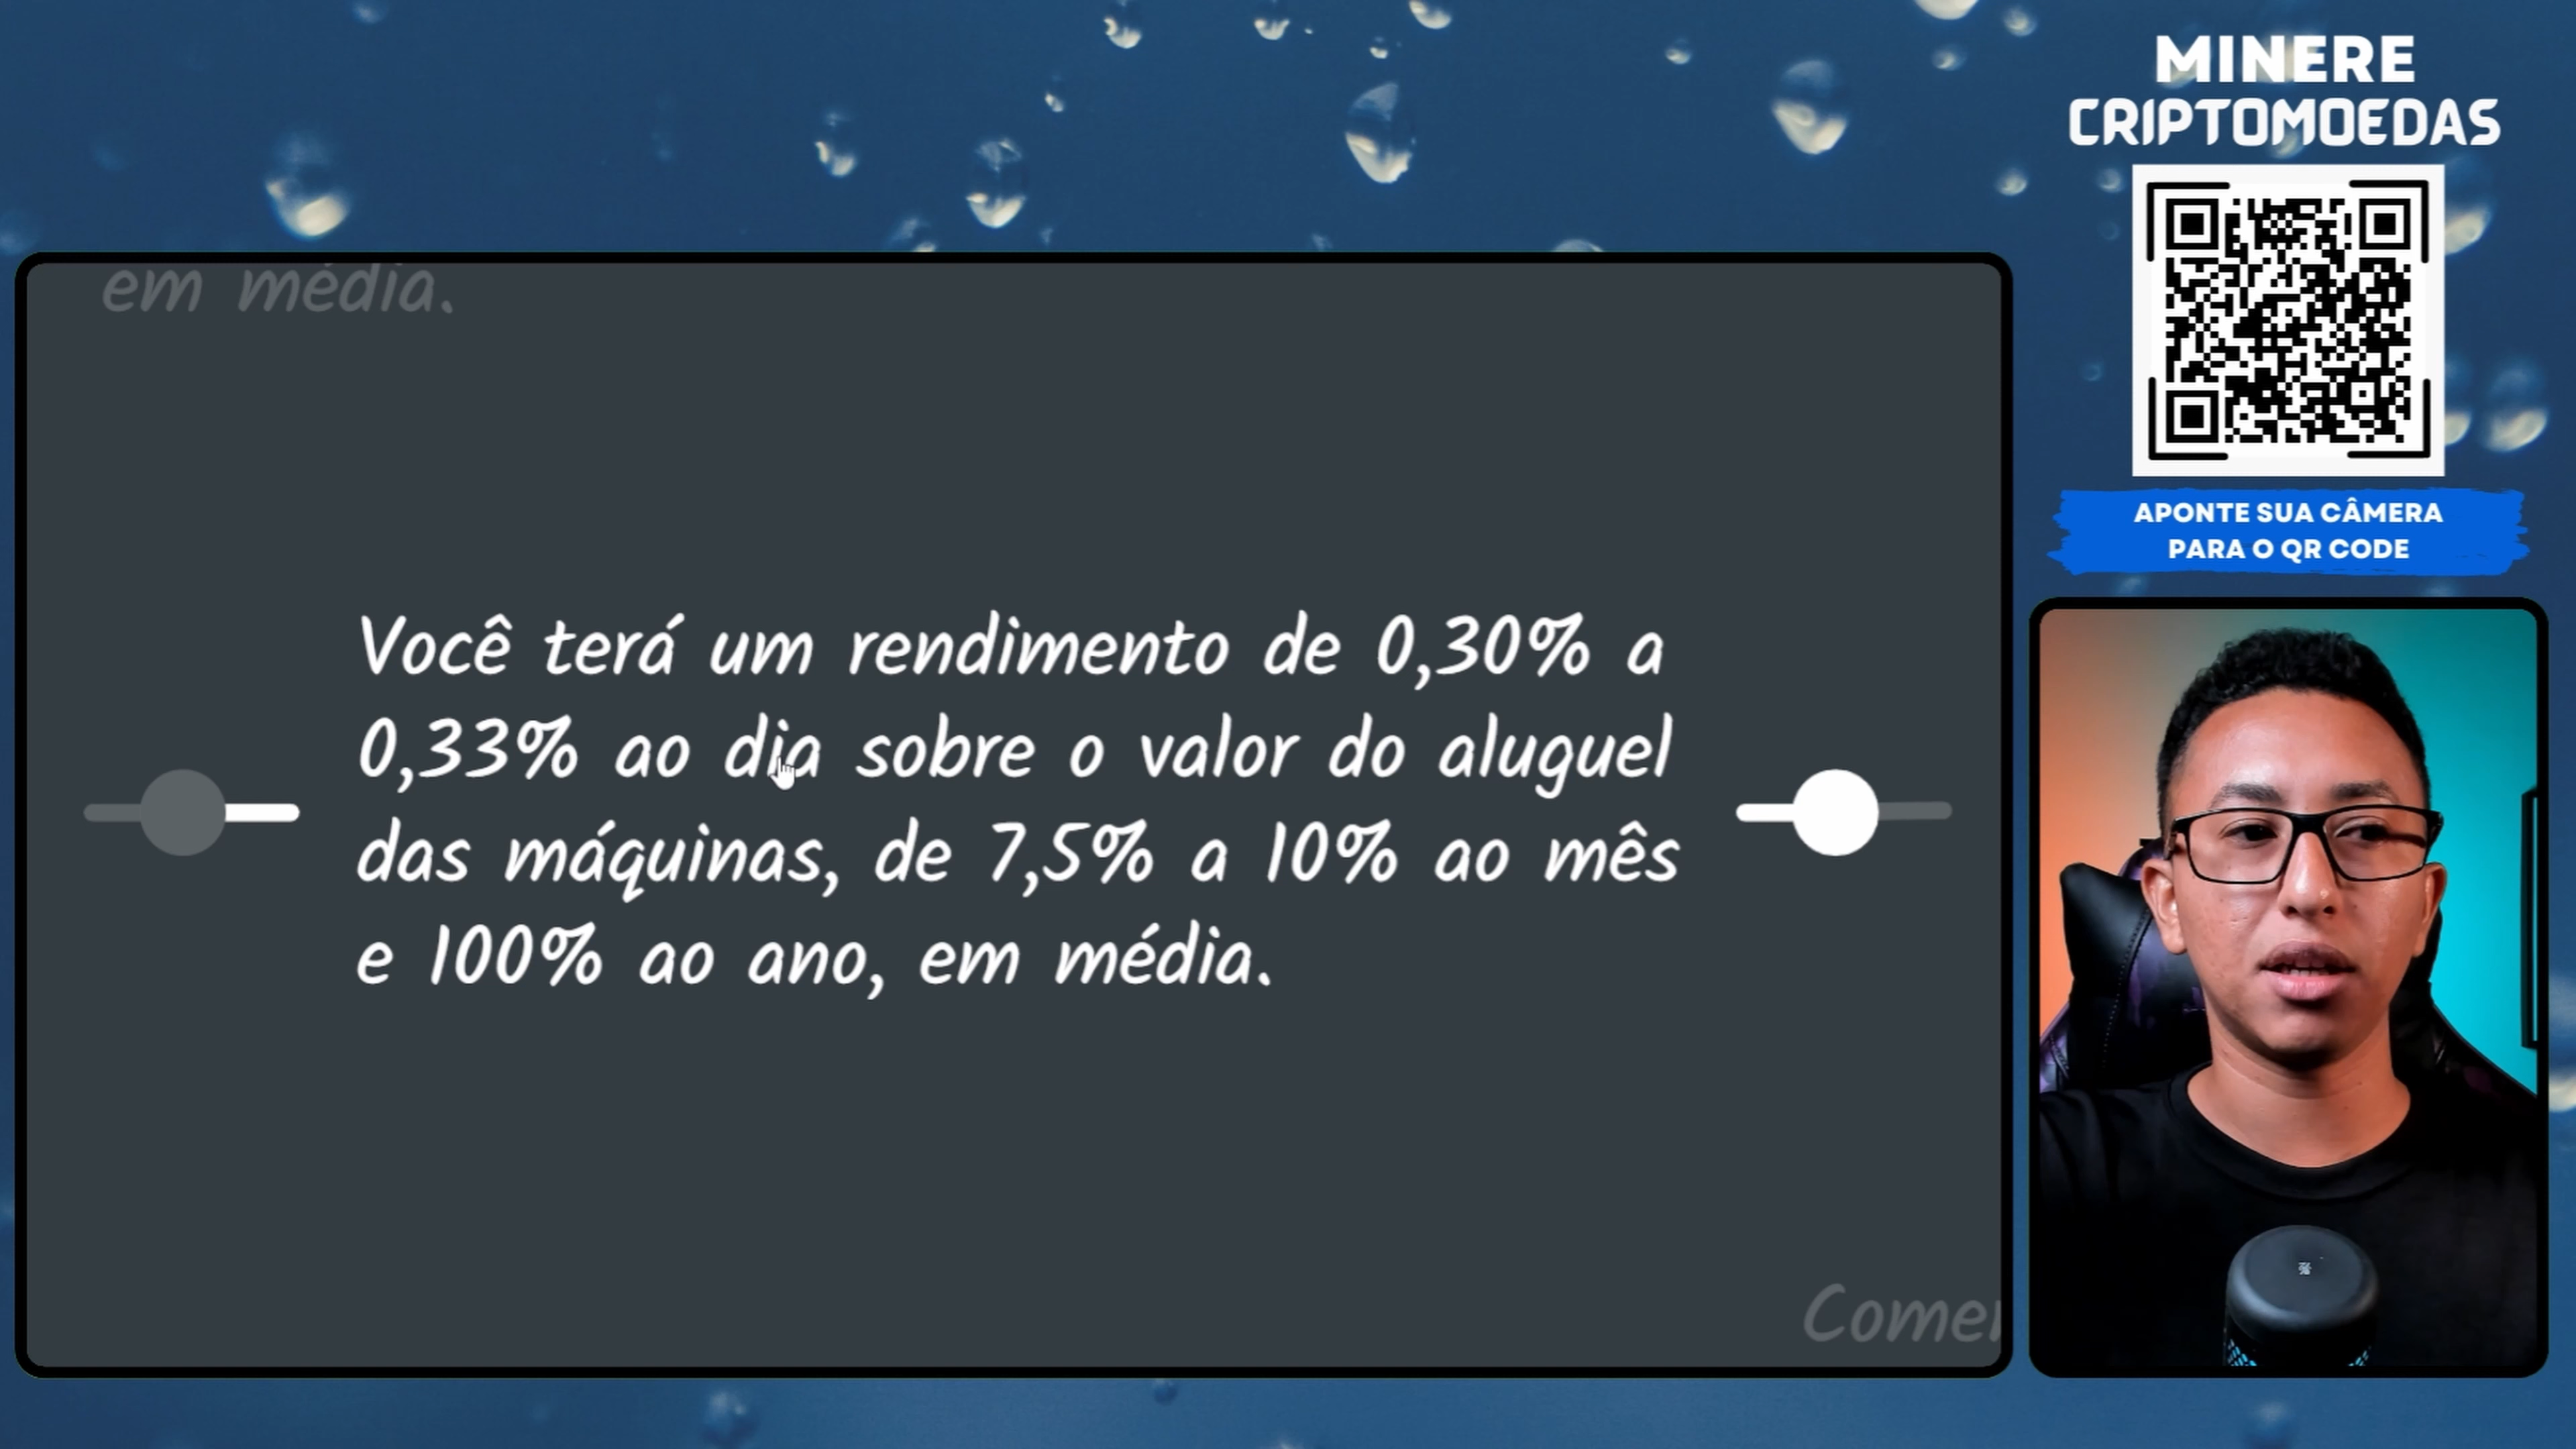 MINERE
CRIPTOMOEDAS
em média.
Você terá um rendimento de 0,30% a
0,33% ao dia sobre o valor do aluguel
das máquinas, de 7,5% a 10% ao mês
e 100% ao ano, em média.
APONTE SUA CÂMERA
PARA O QR CODE